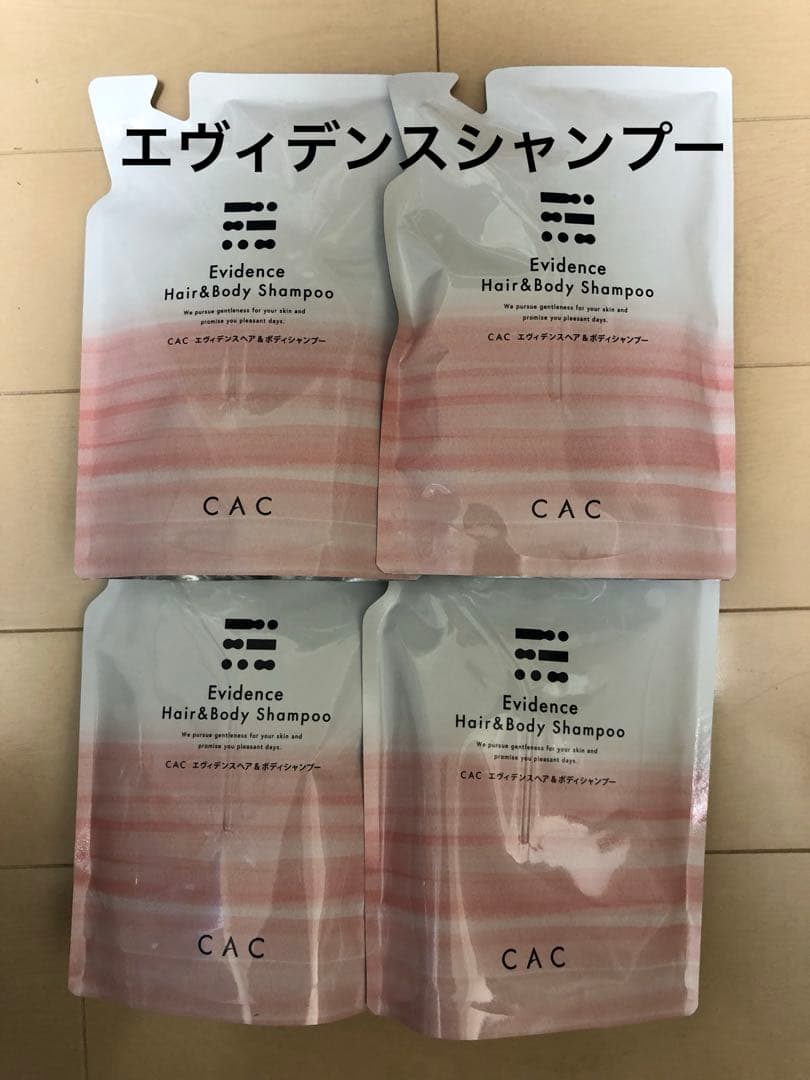 エヴィデンスシャンプー
Evidence
Hair&Body Shampoo
We pursue gentleness for your skin and
promise you pleasant days.
CAC エヴィデンスヘア&ボディシャンプー
CAC
Evidence
Hair&Body Shampoo
We pursue gentleness for your skin and
promise you pleasant days.
CAC エヴィデンスヘア&ボディシャンプー
CAC
Evidence
Hair&Body Shampoo
We pursue gentleness for your skin and
promise you pleasant days.
CAC エヴィデンスヘア&ボディシャンプー
CAC
Evidence
Hair&Body Shampoo
We pursue gentleness for your skin and
promise you pleasant days.
CAC エヴィデンスヘア&ボディシャンプー
CAC